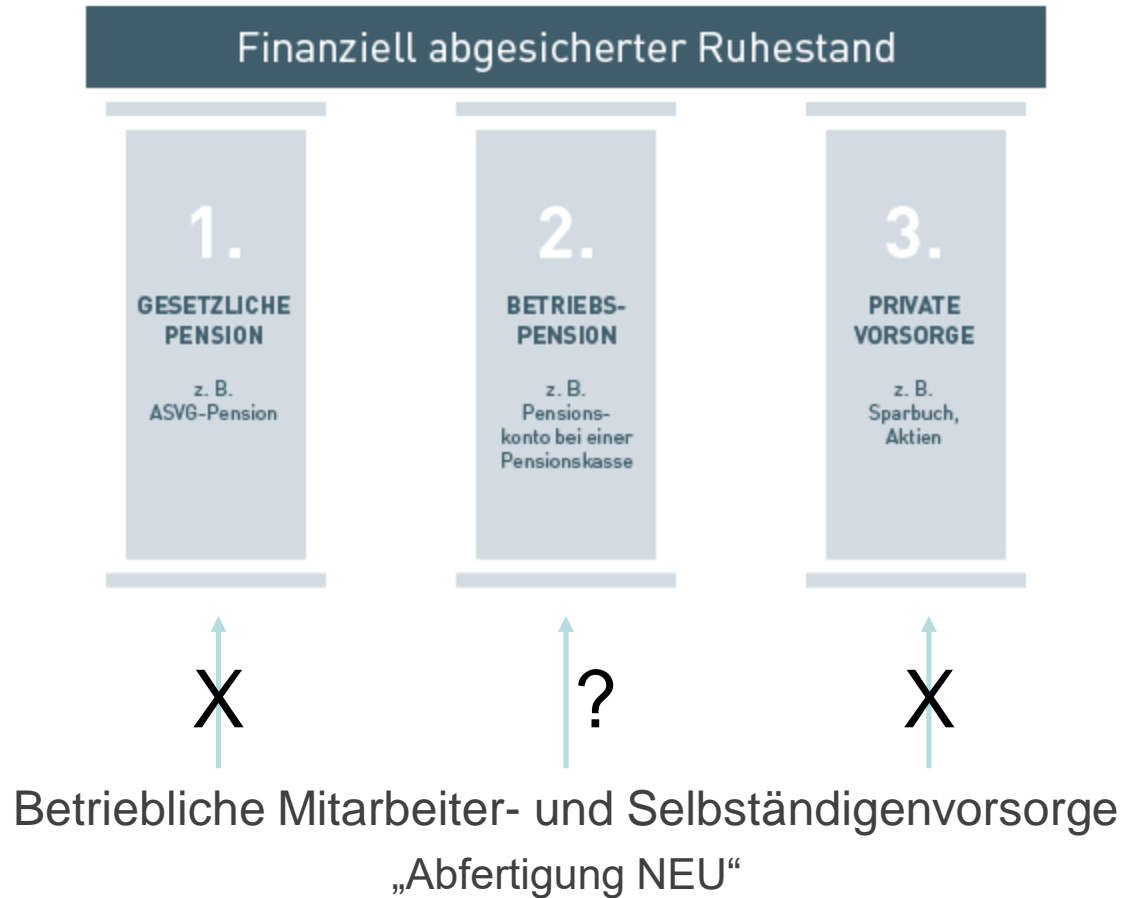 Finanziell abgesicherter Ruhestand
1.
GESETZLICHE
PENSION
z. B.
ASVG-Pension
2.
BETRIEBS-
PENSION
z. B.
Pensions-
konto bei einer
Pensionskasse
3.
PRIVATE
VORSORGE
z. B.
Sparbuch,
Aktien
X
?
X
Betriebliche Mitarbeiter- und Selbständigenvorsorge
„Abfertigung NEU“